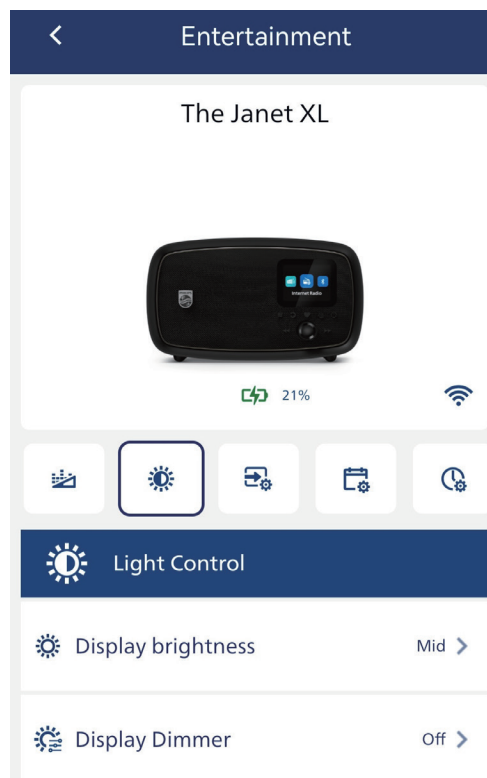 Entertainment
The Janet XL
Internet Radio
21%
Light Control
Display brightness
Mid
Display Dimmer
Off